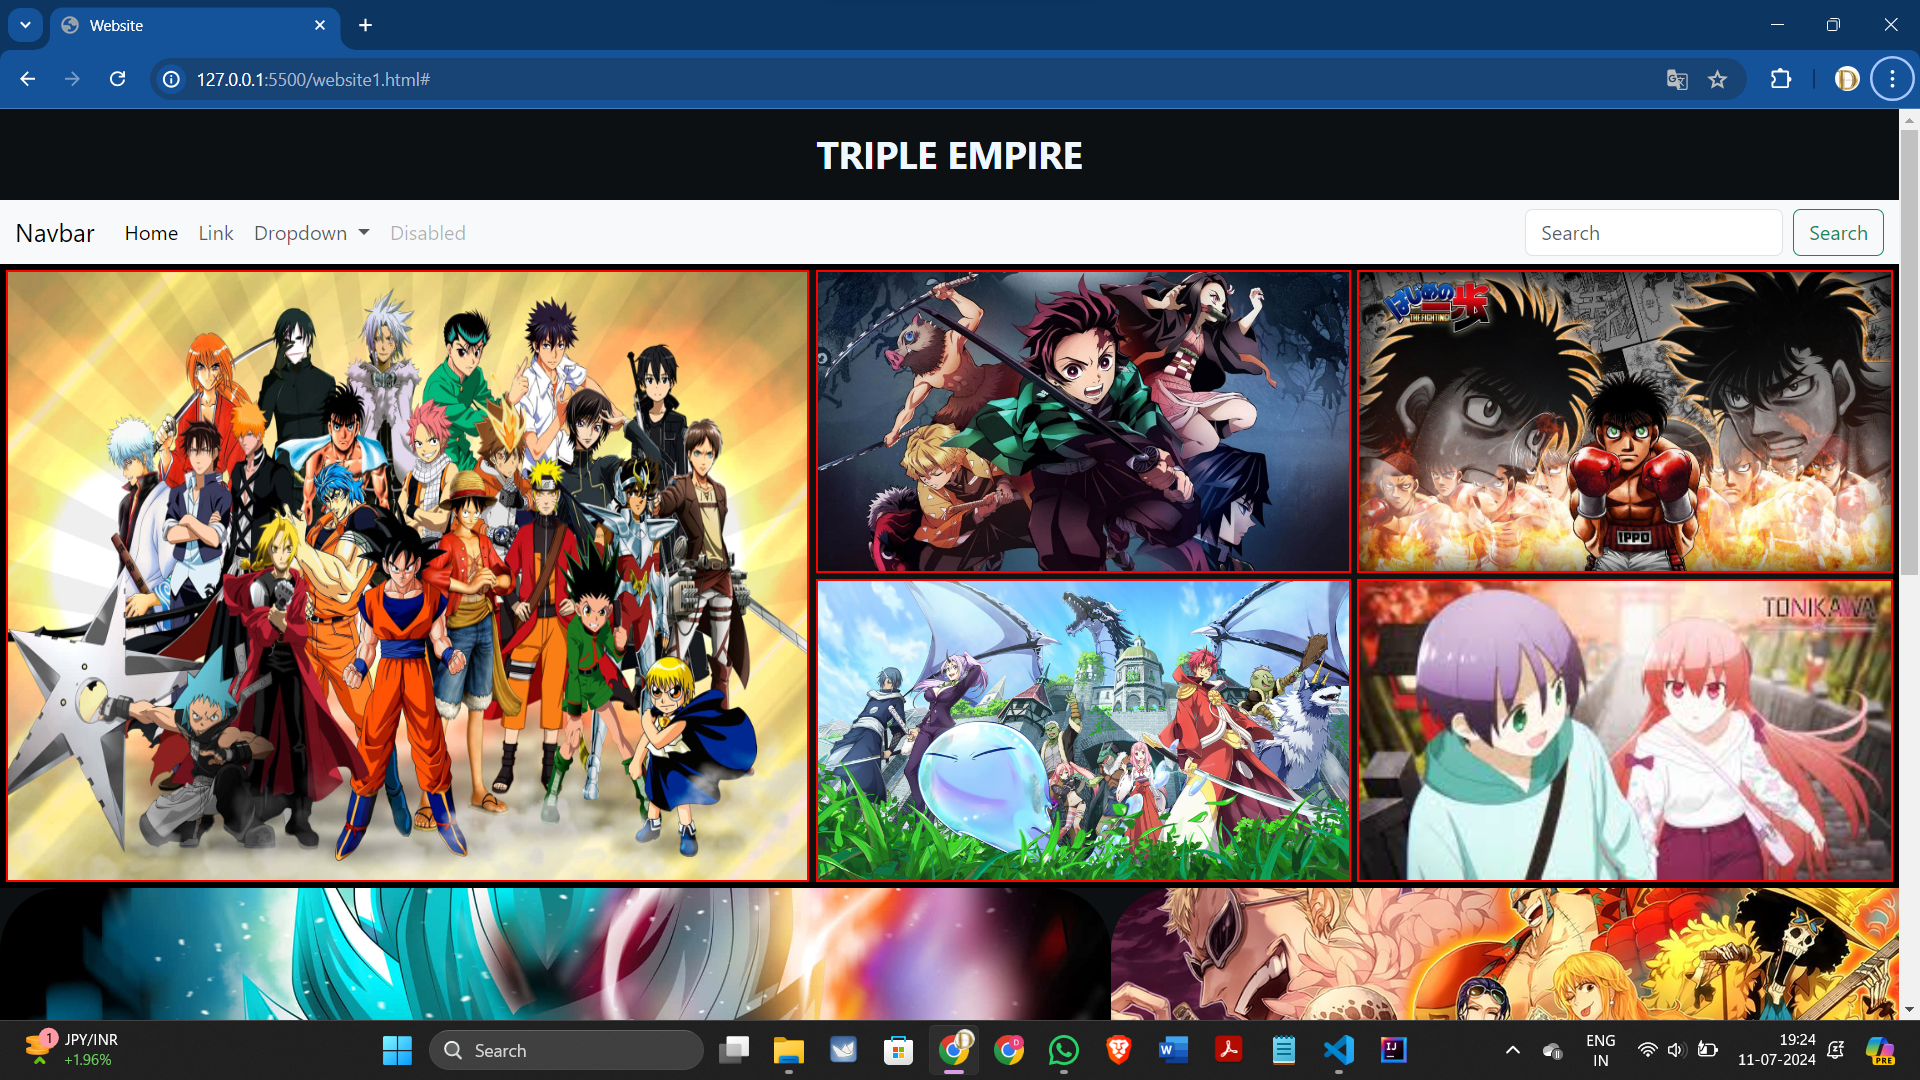 Website
127.0.0.1:5500/website1.html#
TRIPLE EMPIRE
Navbar Home Link Dropdown Disabled Search Search
はじめの一歩
THE FIGHTING!
IPPO
TONIKAWA
1 JPY/INR
+1.96%
Search
ENG
IN
19:24
11-07-2024
PRE